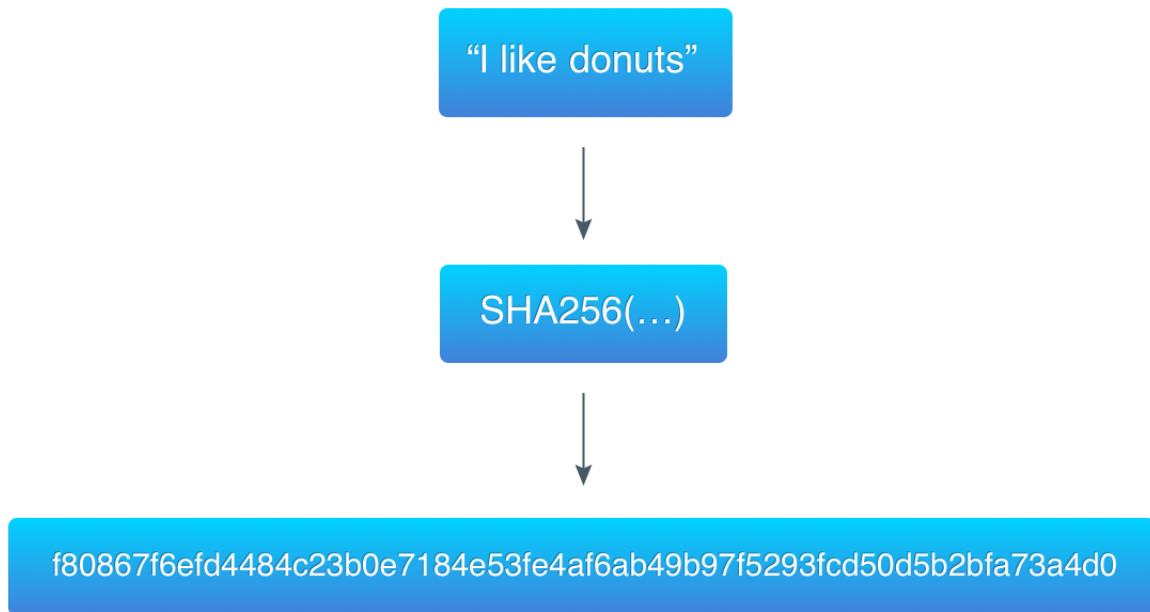 “I like donuts”
SHA256(…)
f80867f6efd4484c23b0e7184e53fe4af6ab49b97f5293fcd50d5b2bfa73a4d0